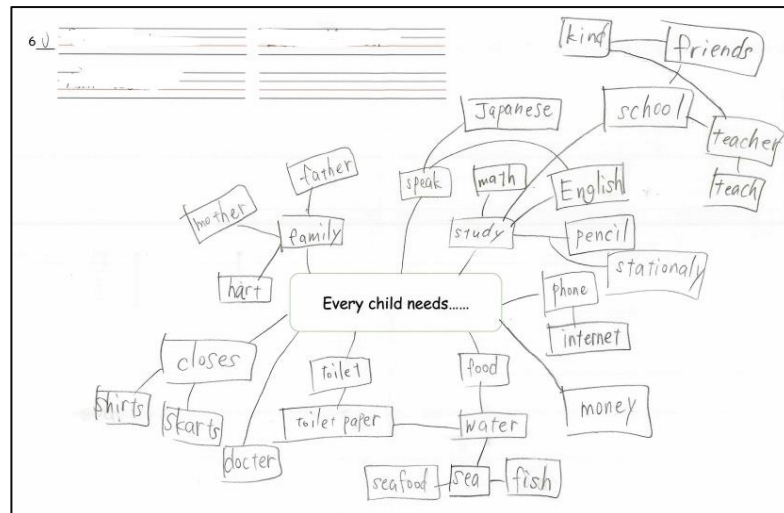 6
kind
friends
Japanese
school
teacher
father
speak
math
English
teach
mother
family
study
pencil
stationaly
hart
Every child needs......
phone
internet
closes
toilet
food
shirts
skarts
toilet paper
water
money
docter
seafood
sea
fish